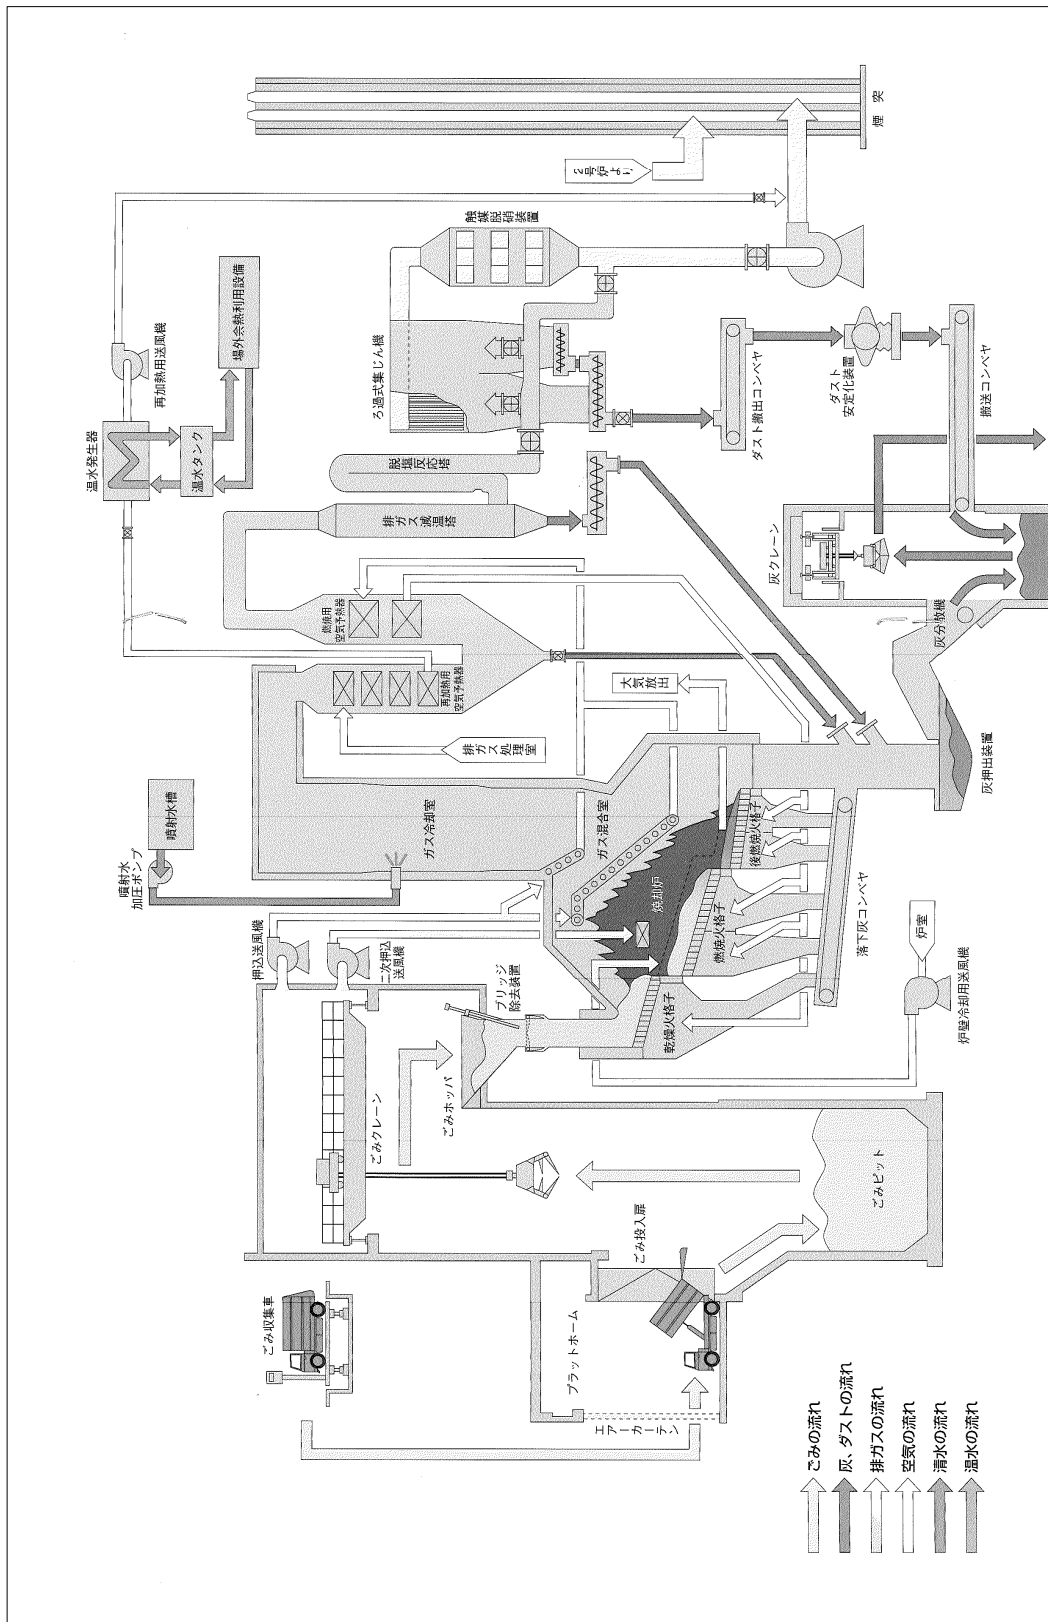 ごみ収集車
プラットホーム
エアーカーテン
ごみ投入扉
ごみピット
ごみクレーン
ごみホッパ
ブリッジ
除去装置
押込送風機
二次押込
送風機
噴射水
加圧ポンプ
噴射水槽
ガス冷却室
ガス混合室
焼却炉
乾燥火格子
燃焼火格子
後燃焼火格子
落下灰コンベヤ
炉室
炉壁冷却用送風機
排ガス
処理室
大気
放出
再加熱用
空気予熱器
燃焼用
空気予熱器
温水発生器
温水タンク
再加熱用送風機
場外余熱利用設備
排ガス減温塔
脱塩反応塔
ろ過式集じん機
触媒脱硝装置
2号炉より
煙突
ダスト搬出コンベヤ
ダスト
安定化装置
搬送コンベヤ
灰クレーン
灰分散機
灰押出装置
ごみの流れ
灰、ダストの流れ
排ガスの流れ
空気の流れ
清水の流れ
温水の流れ